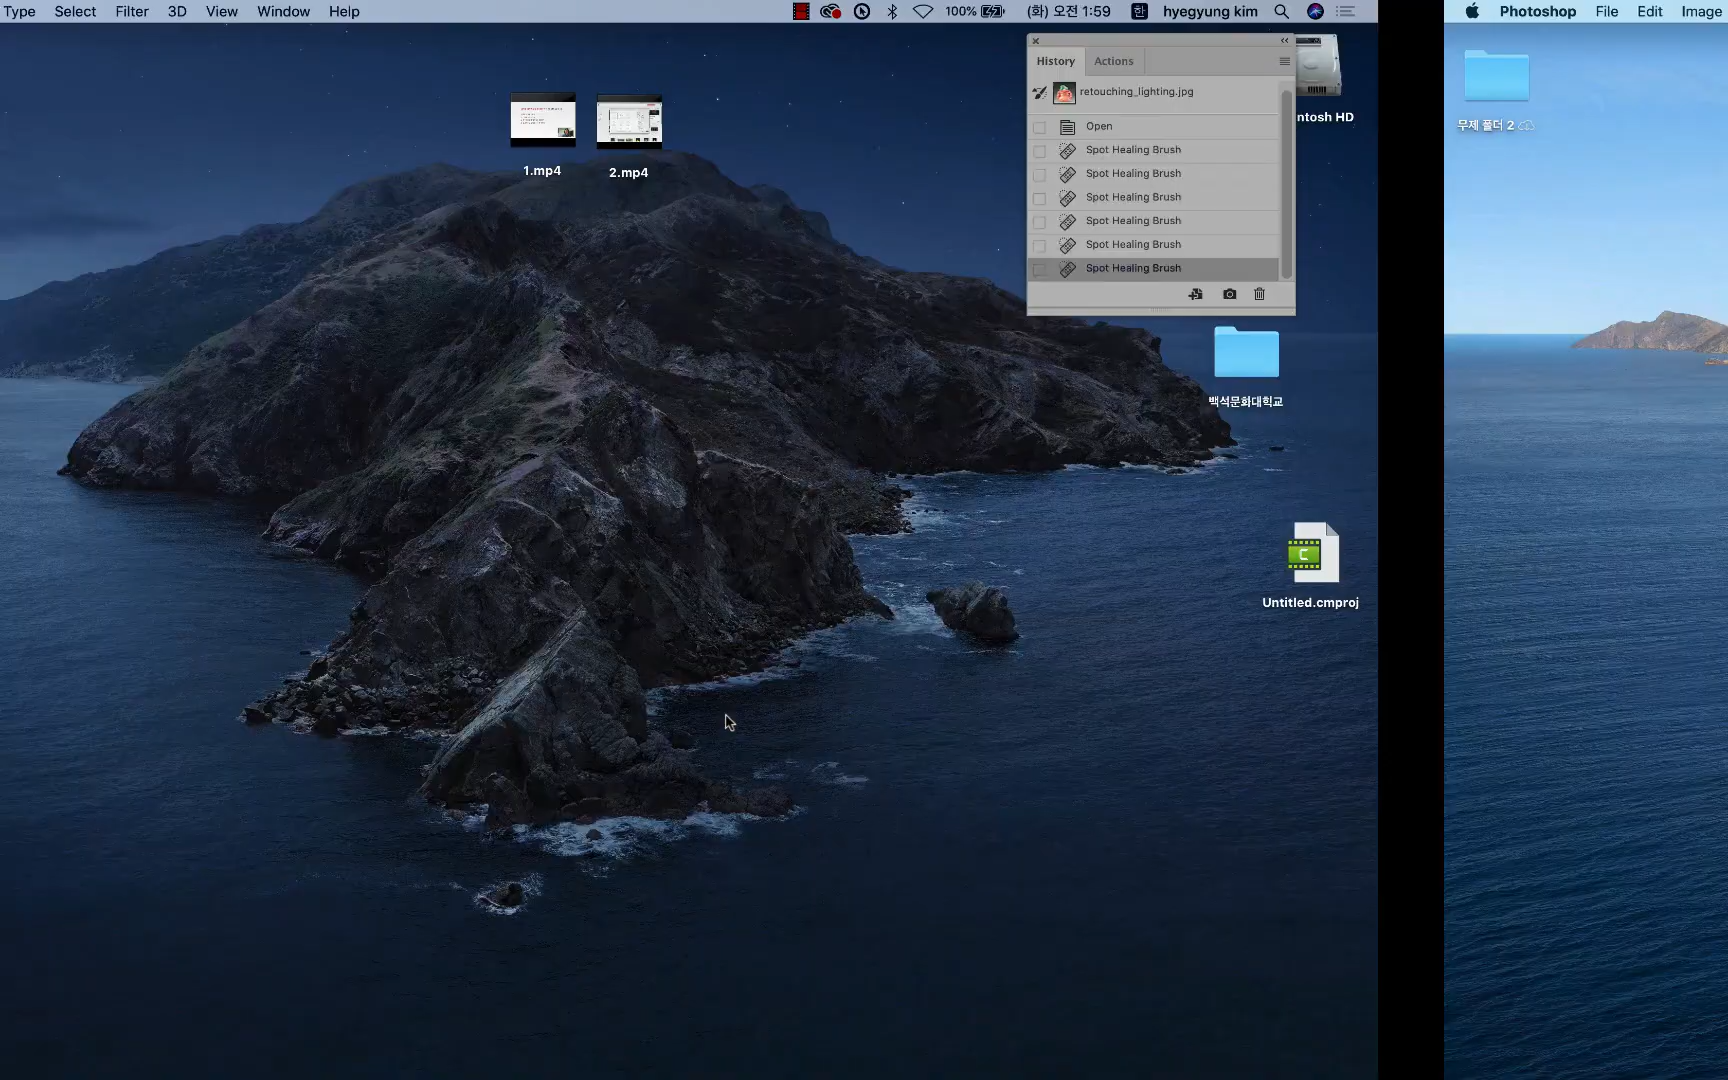 Type Select Filter 3D View Window Help 100% (화) 오전 1:59 한 hyegyung kim
Photoshop File Edit Image
History Actions
retouching_lighting.jpg
Open
Spot Healing Brush
Spot Healing Brush
Spot Healing Brush
Spot Healing Brush
Spot Healing Brush
Spot Healing Brush
1.mp4
2.mp4
ntosh HD
무제 폴더 2
백석문화대학교
C
Untitled.cmproj